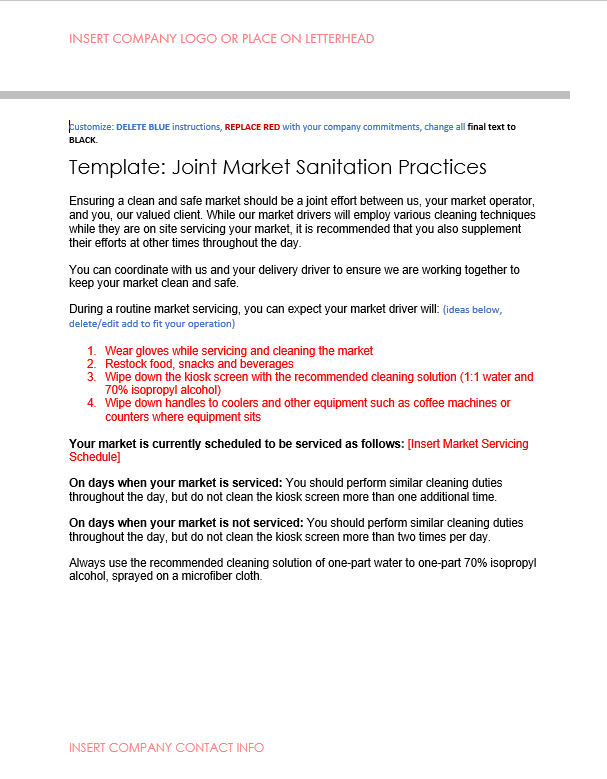 INSERT COMPANY LOGO OR PLACE ON LETTERHEAD
Customize: DELETE BLUE instructions, REPLACE RED with your company commitments, change all final text to
BLACK.
Template: Joint Market Sanitation Practices
Ensuring a clean and safe market should be a joint effort between us, your market operator,
and you, our valued client. While our market drivers will employ various cleaning techniques
while they are on site servicing your market, it is recommended that you also supplement
their efforts at other times throughout the day.
You can coordinate with us and your delivery driver to ensure we are working together to
keep your market clean and safe.
During a routine market servicing, you can expect your market driver will: (ideas below,
delete/edit add to fit your operation)
1. Wear gloves while servicing and cleaning the market
2. Restock food, snacks and beverages
3. Wipe down the kiosk screen with the recommended cleaning solution (1:1 water and
70% isopropyl alcohol)
4. Wipe down handles to coolers and other equipment such as coffee machines or
counters where equipment sits
Your market is currently scheduled to be serviced as follows: [Insert Market Servicing
Schedule]
On days when your market is serviced: You should perform similar cleaning duties
throughout the day, but do not clean the kiosk screen more than one additional time.
On days when your market is not serviced: You should perform similar cleaning duties
throughout the day, but do not clean the kiosk screen more than two times per day.
Always use the recommended cleaning solution of one-part water to one-part 70% isopropyl
alcohol, sprayed on a microfiber cloth.
INSERT COMPANY CONTACT INFO